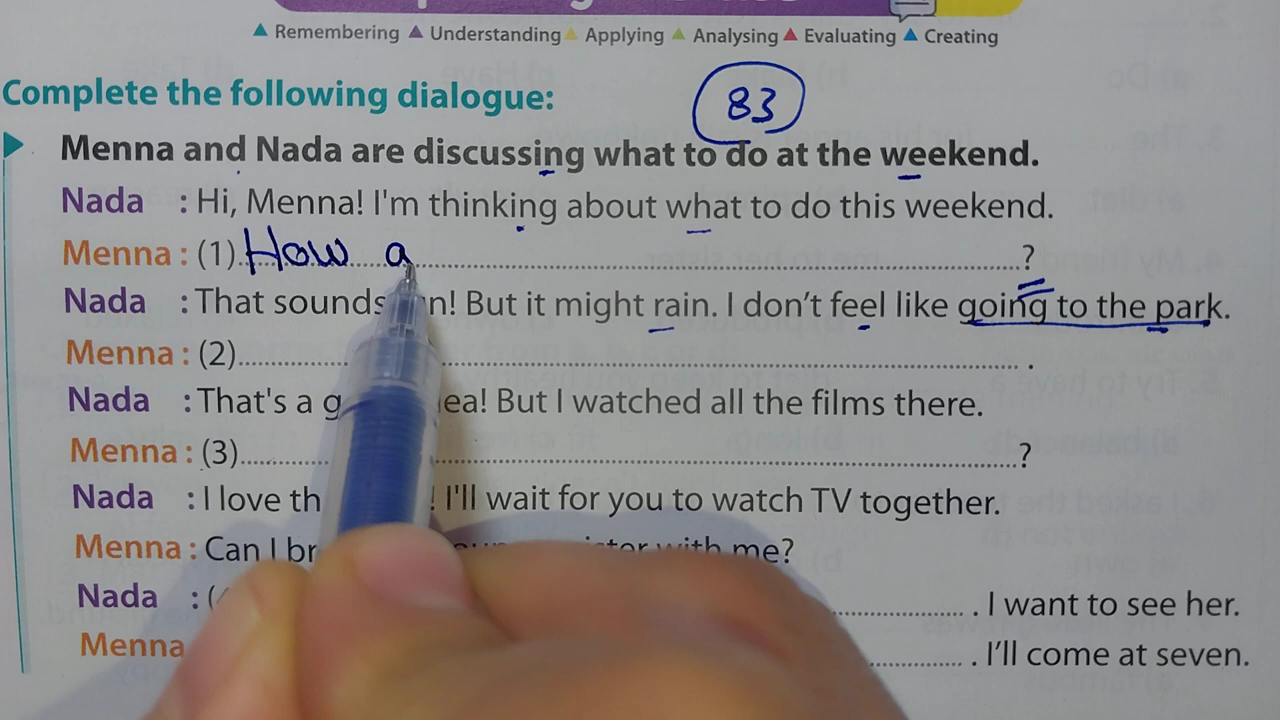 ▲ Remembering ▲ Understanding ▲ Applying ▲ Analysing ▲ Evaluating ▲ Creating
Complete the following dialogue: 83
Menna and Nada are discussing what to do at the weekend.
Nada : Hi, Menna! I'm thinking about what to do this weekend.
Menna : (1) How a ?
Nada : That sounds n! But it might rain. I don't feel like going to the park.
Menna : (2) .
Nada : That's a g ea! But I watched all the films there.
Menna : (3) ?
Nada : I love th ! I'll wait for you to watch TV together.
Menna : Can I br with me?
Nada : ( . I want to see her.
Menna . I'll come at seven.